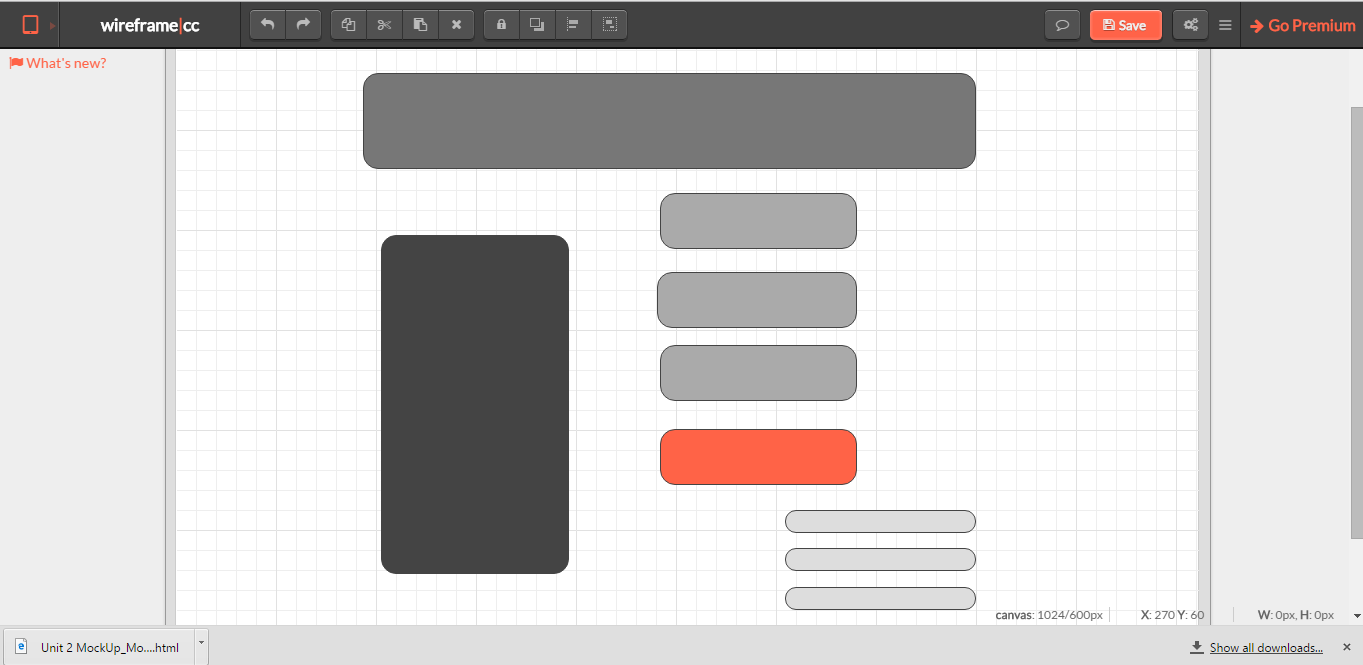 wireframe|cc
Save
Go Premium
What's new?
canvas: 1024/600px X: 270 Y: 60 W: 0px, H: 0px
Unit 2 MockUp_Mo....html
Show all downloads...